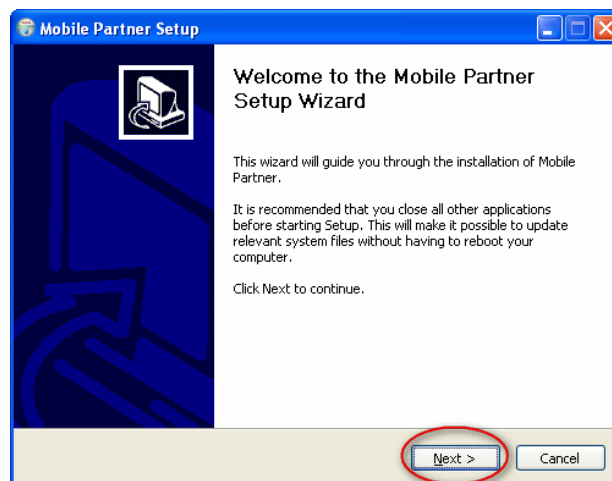 Mobile Partner Setup
Welcome to the Mobile Partner
Setup Wizard
This wizard will guide you through the installation of Mobile
Partner.
It is recommended that you close all other applications
before starting Setup. This will make it possible to update
relevant system files without having to reboot your
computer.
Click Next to continue.
Next >
Cancel